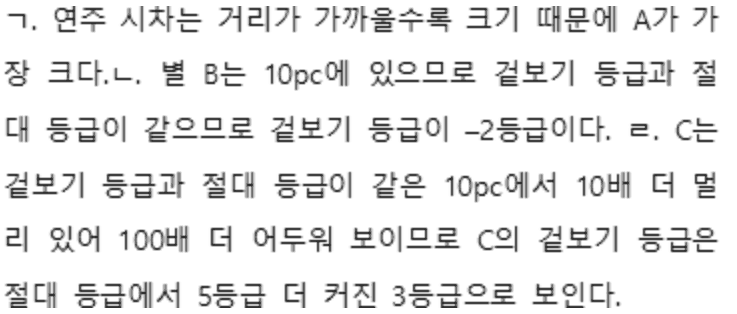 ㄱ. 연주 시차는 거리가 가까울수록 크기 때문에 A가 가
장 크다.ㄴ. 별 B는 10pc에 있으므로 겉보기 등급과 절
대 등급이 같으므로 겉보기 등급이 –2등급이다. ㄹ. C는
겉보기 등급과 절대 등급이 같은 10pc에서 10배 더 멀
리 있어 100배 더 어두워 보이므로 C의 겉보기 등급은
절대 등급에서 5등급 더 커진 3등급으로 보인다.